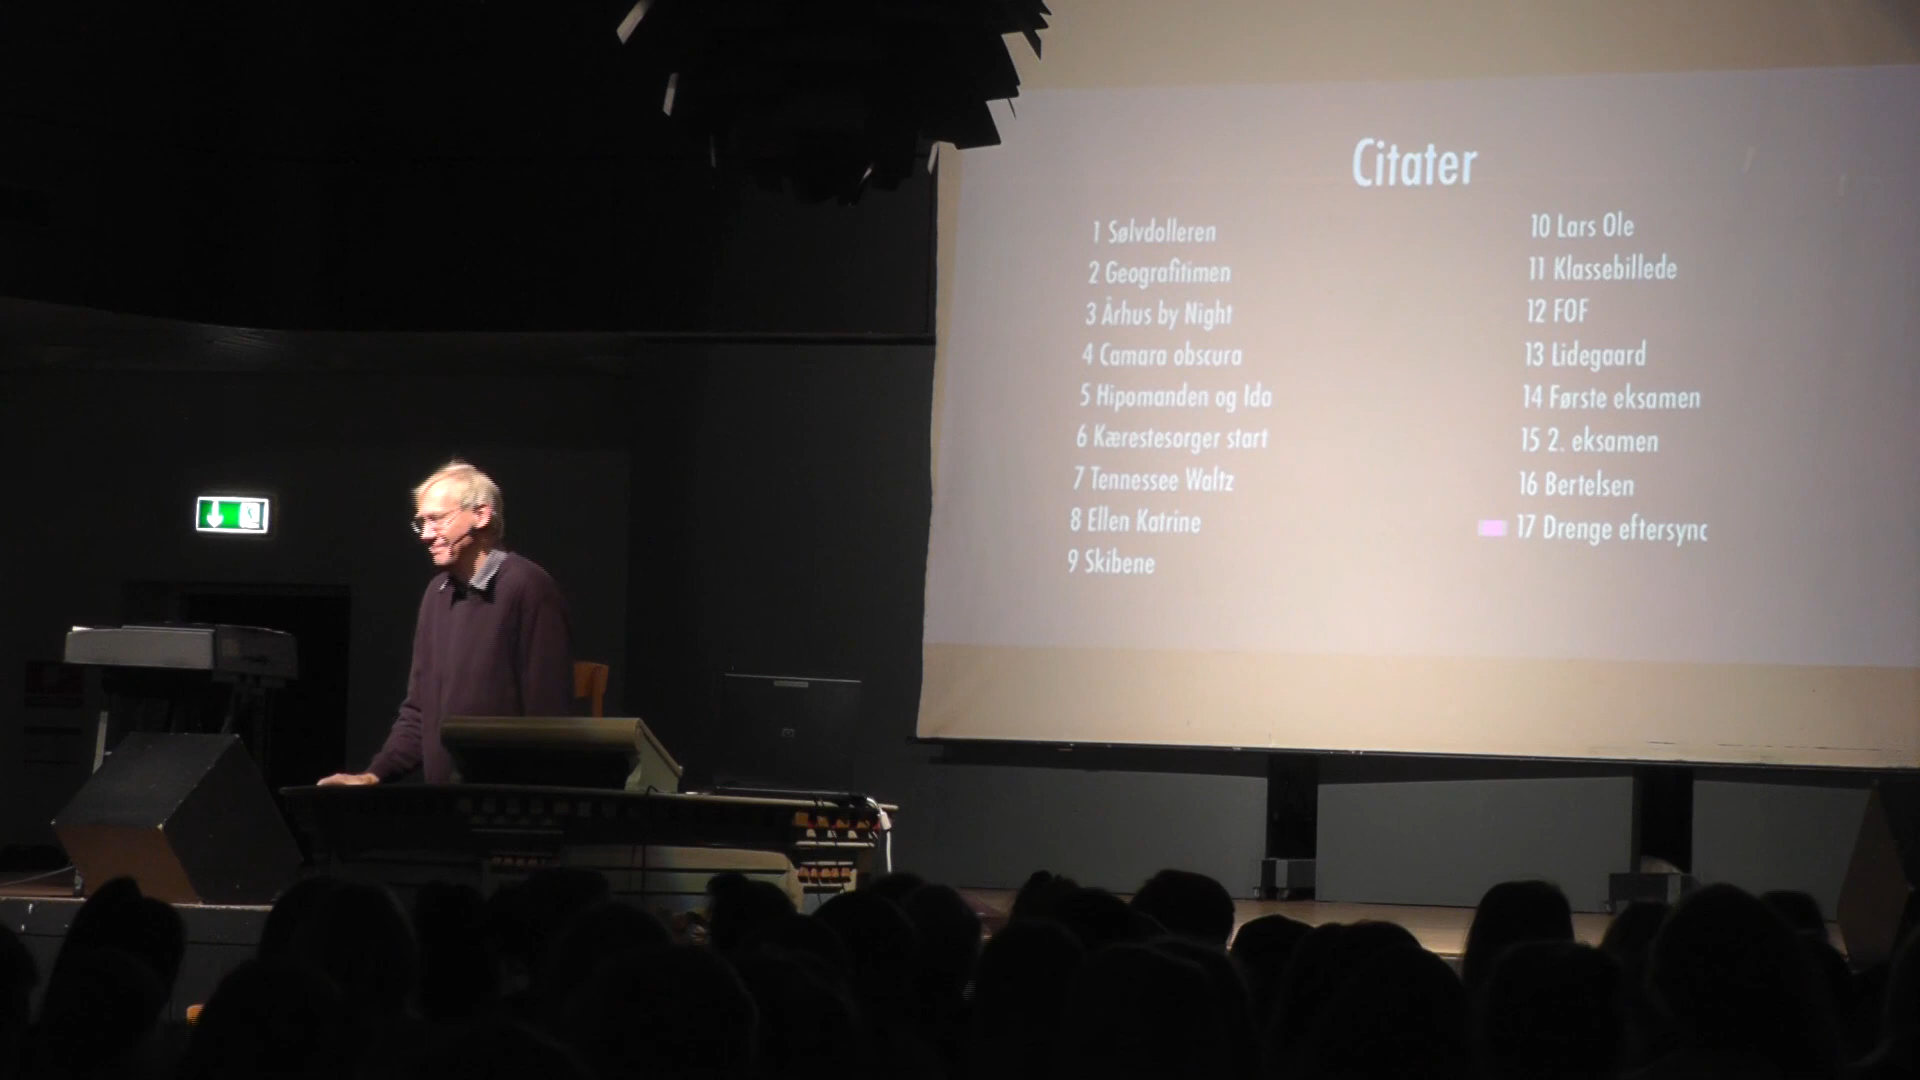 Citater
1 Sølvdolleren
2 Geografitimen
3 Århus by Night
4 Camara obscura
5 Hipomanden og Ida
6 Kærestesorger start
7 Tennessee Waltz
8 Ellen Katrine
9 Skibene
10 Lars Ole
11 Klassebillede
12 FOF
13 Lidegaard
14 Første eksamen
15 2. eksamen
16 Bertelsen
17 Drenge eftersync